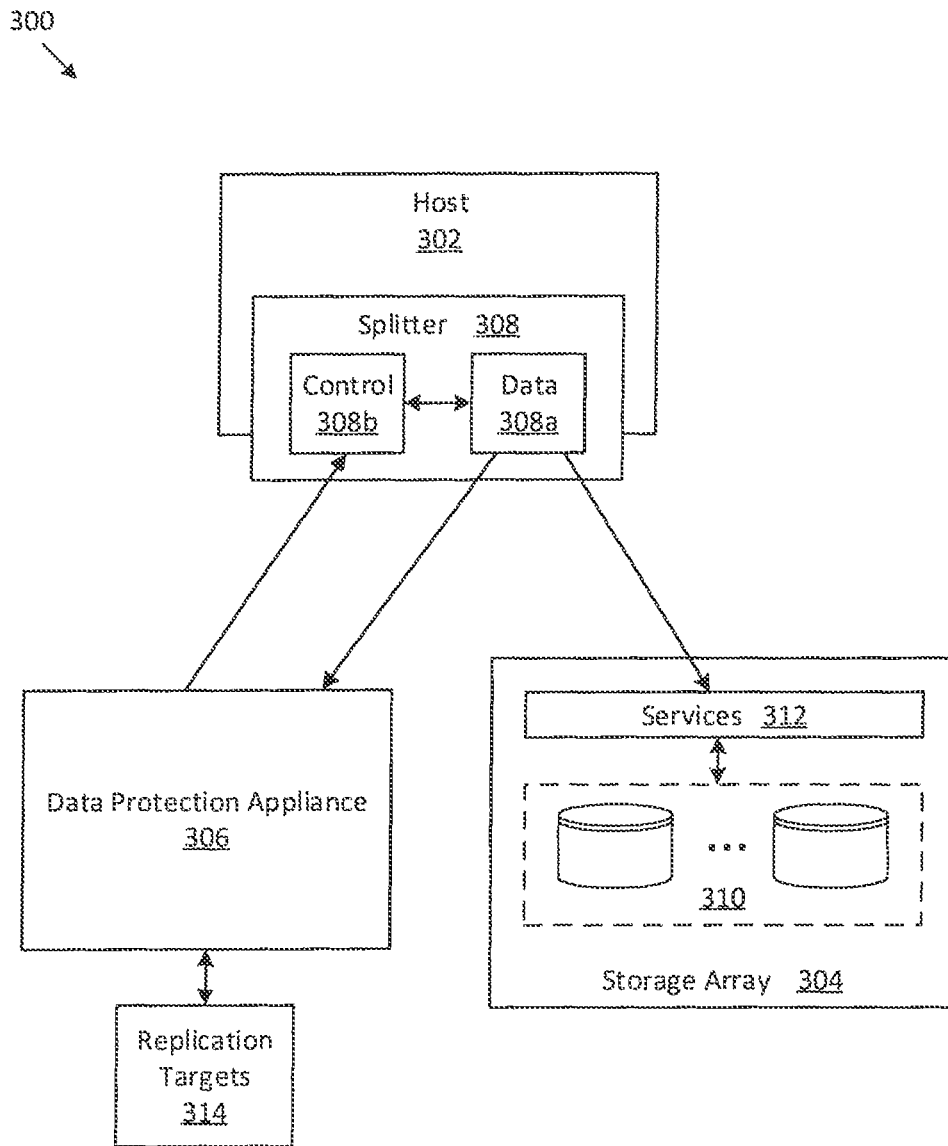 300
Host
302
Splitter 308
Control
308b
Data
308a
Services 312
310
Storage Array 304
Data Protection Appliance
306
Replication
Targets
314